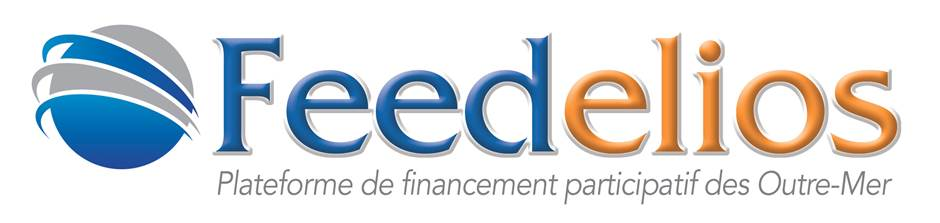 Feedelios
Plateforme de financement participatif des Outre-Mer